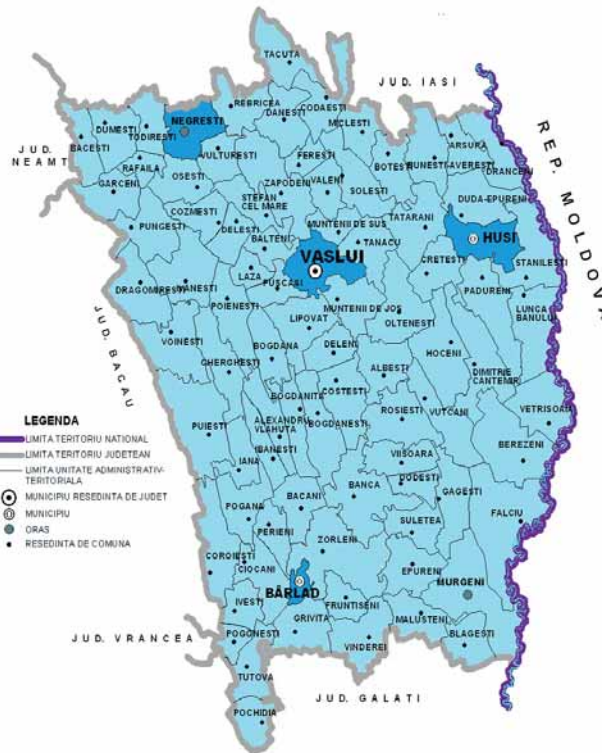 TACUTA
JUD. IASI
REBRICEA
CODAESTI
DANESTI
NEGRESTI
MICLESTI
DUMESTI
TODIRESTI
BACESTI
ARSURA
JUD.
NEAMT
REP. MOLDOVA
VULTURESTI
FERESTI
BOTESTI
BUNESTI-AVERESTI
DRANCENI
RAFAILA
OSESTI
ZAPODENI
VALENI
SOLESTI
GARCENI
STEFAN
CEL MARE
DUDA-EPURENI
COZMESTI
TATARANI
PUNGESTI
DELESTI
MUNTENII DE SUS
HUSI
BALTENI
TANACU
VASLUI
CRETESTI
STANILESTI
LAZA
PUSCASI
PADURENI
DRAGOMIRESTI
IVANESTI
POIENESTI
MUNTENII DE JOS
LUNCA
BANULUI
LIPOVAT
OLTENESTI
JUD. BACAU
VOINESTI
BOGDANA
DELENI
HOCENI
GHERGHESTI
ALBESTI
DIMITRIE
CANTEMIR
BOGDANITA
COSTESTI
PUIESTI
ALEXANDRU
VLAHUTA
BOGDANESTI
ROSIESTI
VUTCANI
VETRISOAIA
IBANESTI
BEREZENI
IANA
VIISOARA
BANCA
DODESTI
GAGESTI
BACANI
POGANA
FALCIU
PERIENI
SULETEA
ZORLENI
COROIESTI
CIOCANI
EPURENI
MURGENI
BÂRLAD
FRUNTISENI
IVESTI
MALUSTENI
GRIVITA
JUD. VRANCEA
POGONESTI
BLAGESTI
VINDEREI
TUTOVA
JUD. GALATI
POCHIDIA
LEGENDA
LIMITA TERITORIU NATIONAL
LIMITA TERITORIU JUDETEAN
LIMITA UNITATE ADMINISTRATIV-
TERITORIALA
MUNICIPIU RESEDINTA DE JUDET
MUNICIPIU
ORAS
RESEDINTA DE COMUNA